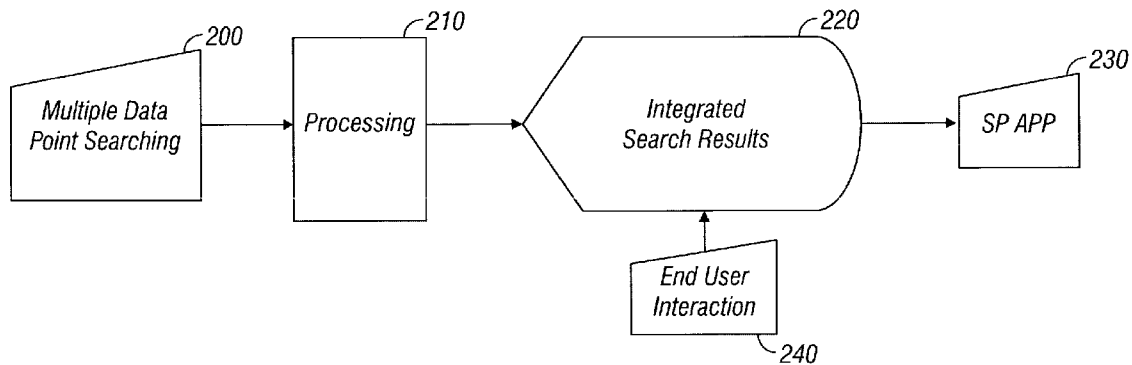 200
Multiple Data
Point Searching
210
Processing
220
Integrated
Search Results
230
SP APP
End User
Interaction
240